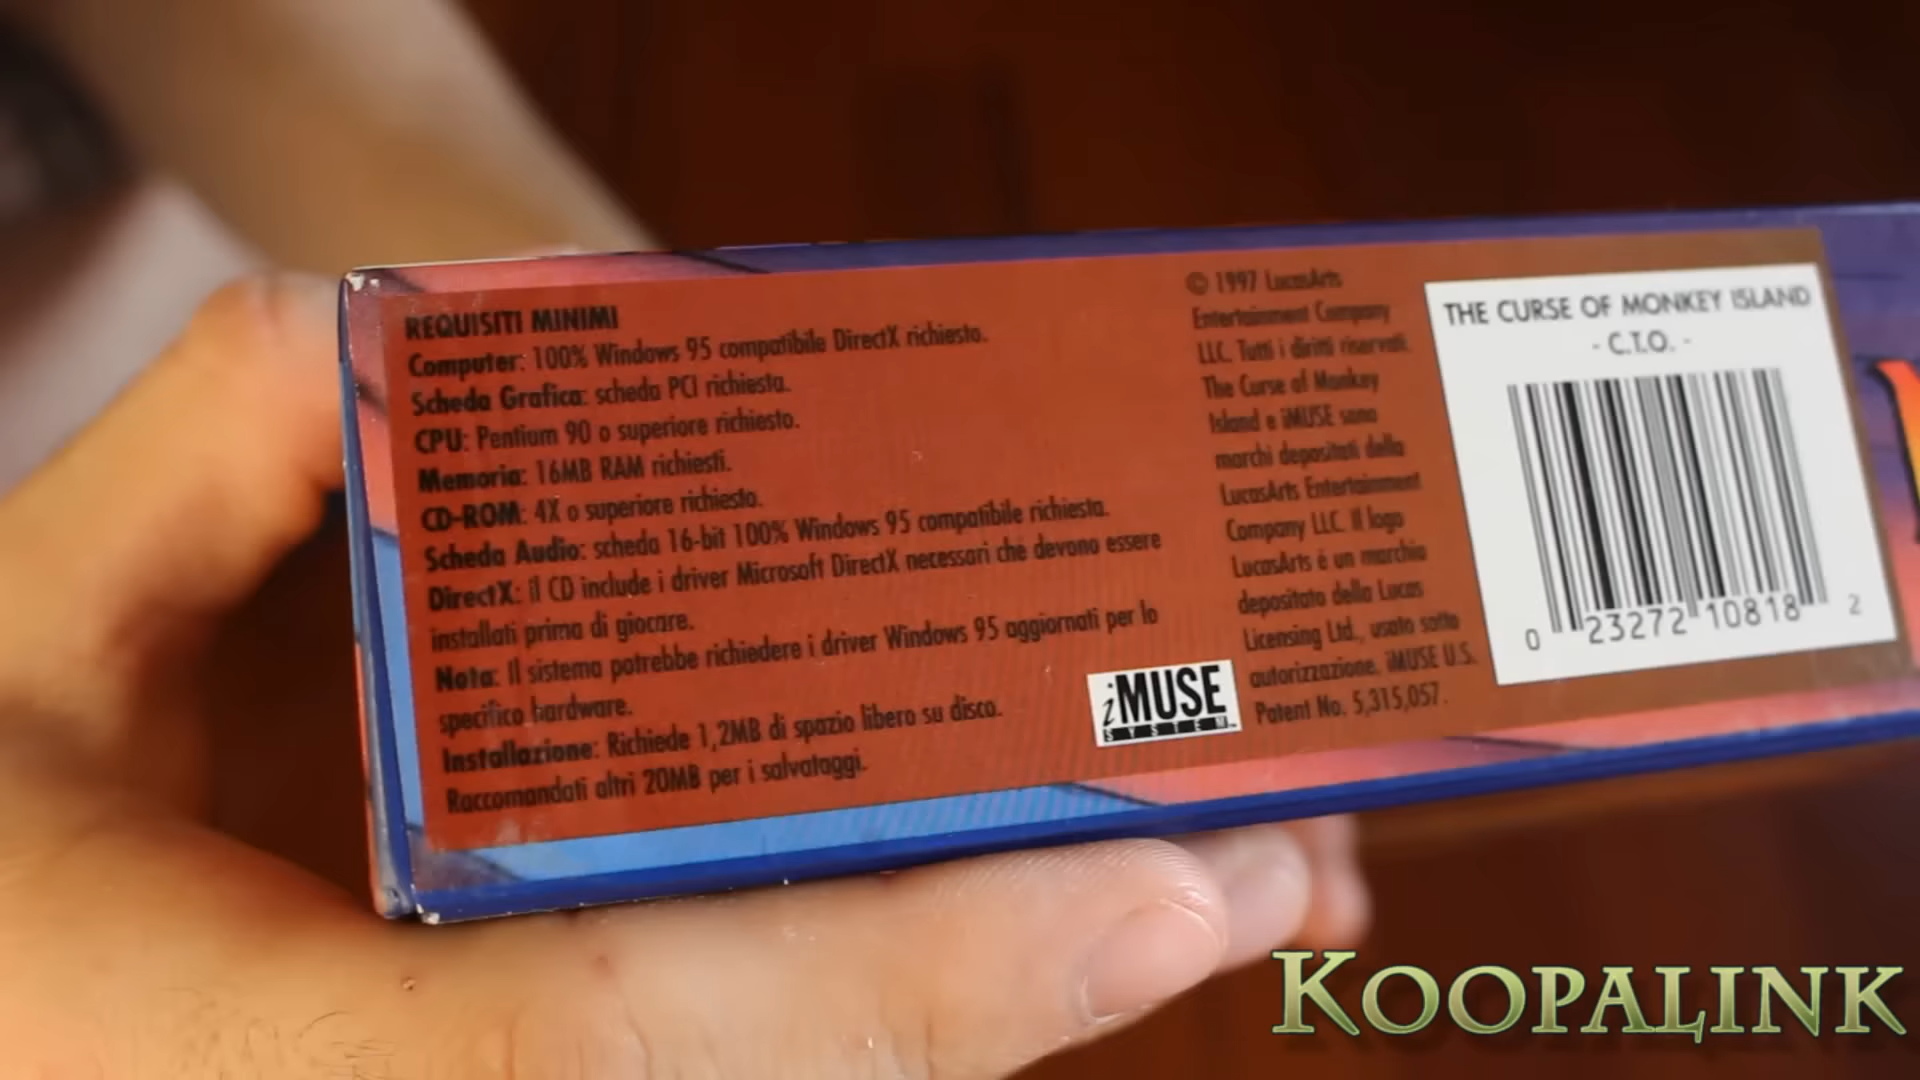 REQUISITI MINIMI
Computer: 100% Windows 95 compatibile DirectX richiesto.
Scheda Grafica: scheda PCI richiesta.
CPU: Pentium 90 o superiore richiesto.
Memoria: 16MB RAM richiesti.
CD-ROM: 4X o superiore richiesto.
Scheda Audio: scheda 16-bit 100% Windows 95 compatibile richiesta.
DirectX: il CD include i driver Microsoft DirectX necessari che devono essere
installati prima di giocare.
Nota: Il sistema potrebbe richiedere i driver Windows 95 aggiornati per lo
specifico hardware.
Installazione: Richiede 1,2MB di spazio libero su disco.
Raccomandati altri 20MB per i salvataggi.
iMUSE
SYSTEM™
© 1997 LucasArts
Entertainment Company
LLC. Tutti i diritti riservati.
The Curse of Monkey
Island e iMUSE sono
marchi depositati della
LucasArts Entertainment
Company LLC. Il logo
LucasArts è un marchio
depositato della Lucas
Licensing Ltd., usato sotto
autorizzazione. iMUSE U.S.
Patent No. 5,315,057.
THE CURSE OF MONKEY ISLAND
- C.T.O. -
0 23272 10818 2
KOOPALINK